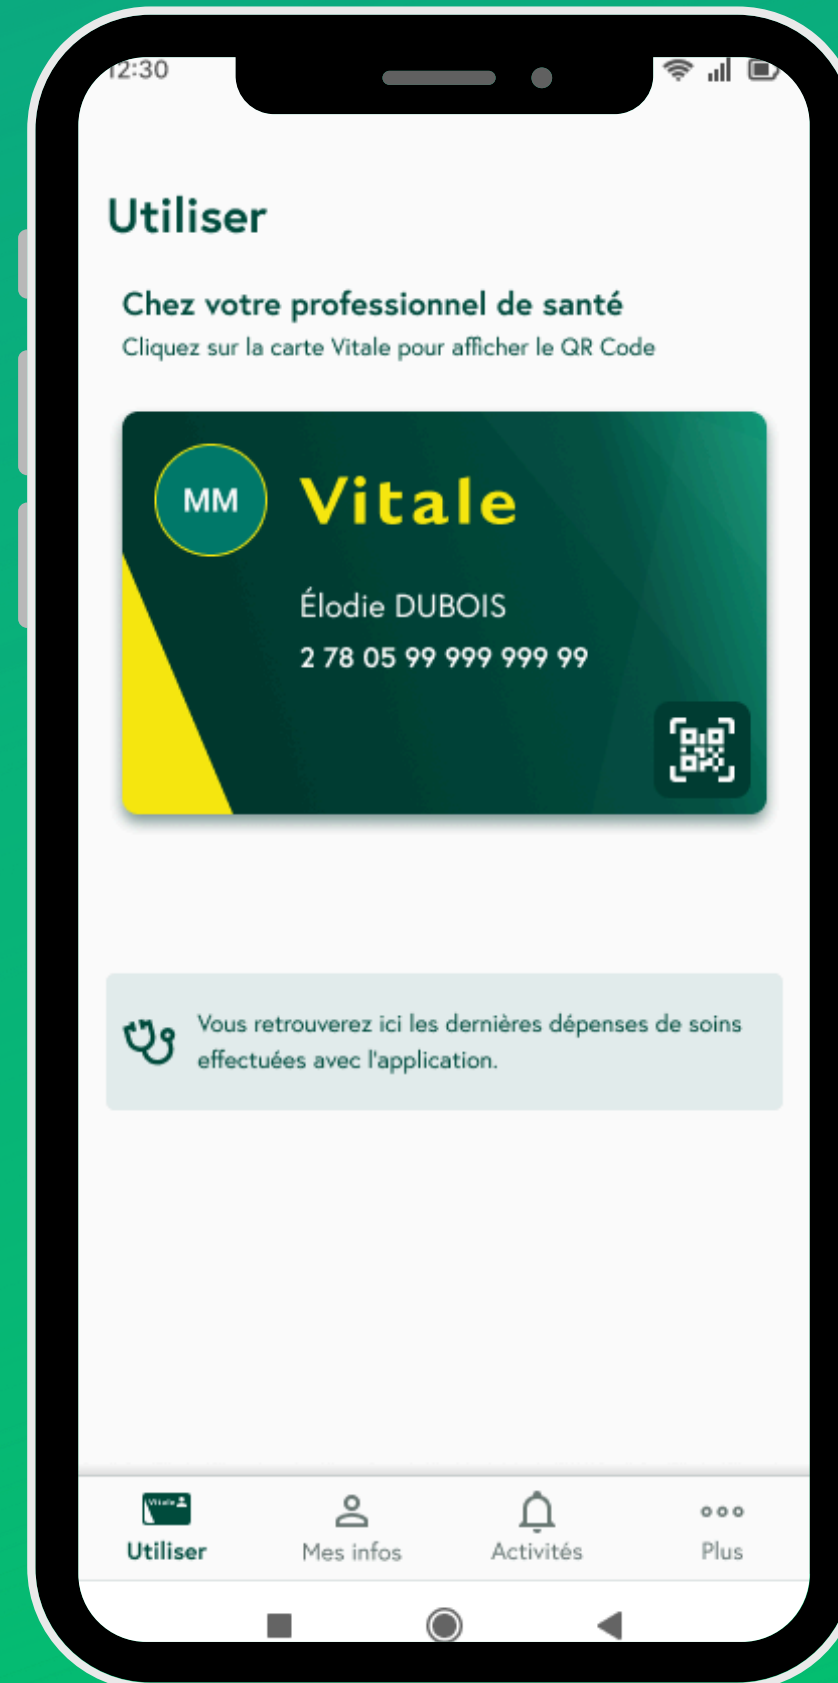 12:30
Utiliser
Chez votre professionnel de santé
Cliquez sur la carte Vitale pour afficher le QR Code
MM
Vitale
Élodie DUBOIS
2 78 05 99 999 999 99
Vous retrouverez ici les dernières dépenses de soins
effectuées avec l'application.
Vitale
Utiliser
Mes infos
Activités
Plus